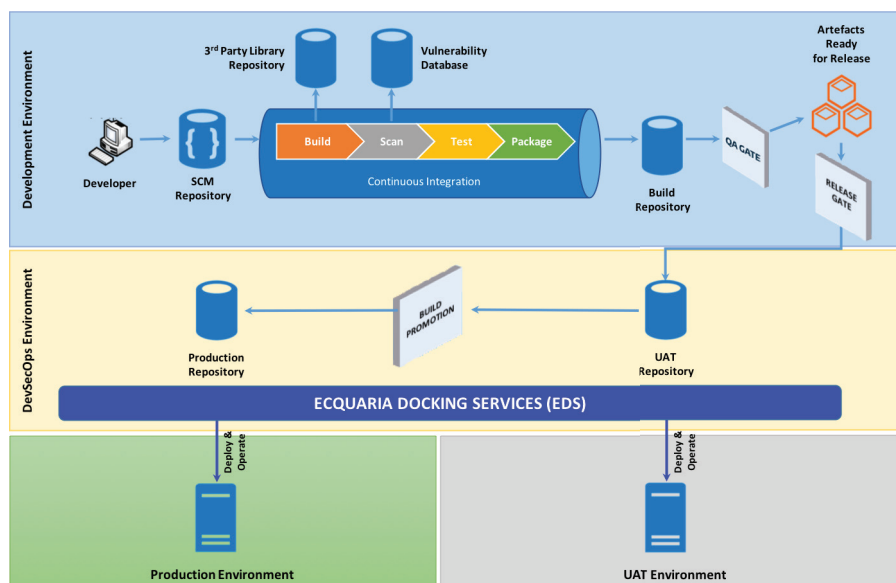 Development Environment
3rd Party Library
Repository
Vulnerability
Database
Artefacts
Ready
for Release
Developer
{ }
SCM
Repository
Build
Scan
Test
Package
Continuous Integration
Build
Repository
QA GATE
RELEASE
GATE
DevSecOps Environment
Production
Repository
BUILD
PROMOTION
UAT
Repository
ECQUARIA DOCKING SERVICES (EDS)
Deploy &
Operate
Deploy &
Operate
Production Environment
UAT Environment